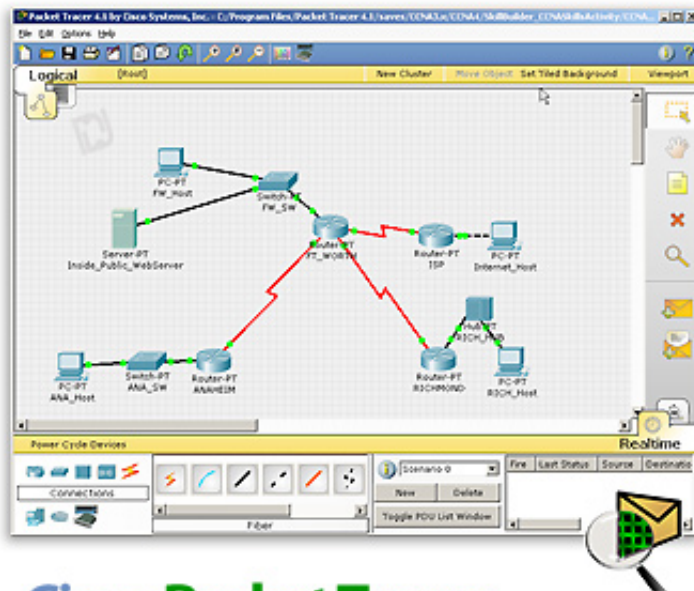 Packet Tracer 4.1 by Cisco Systems, Inc. - C:/Program Files/Packet Tracer 4.1/saves/CCNA3.x/CCNA4/SkillBuilder_CCNASkillsActivity/CCNA...
File Edit Options Help
Logical [Root] New Cluster Move Object Set Tiled Background Viewport
PC-PT
FW_Host
Switch-PT
FW_SW
Server-PT
Inside_Public_WebServer
Router-PT
FT_WORTH
Router-PT
ISP
PC-PT
Internet_Host
Hub-PT
RICH_HUB
PC-PT
ANA_Host
Switch-PT
ANA_SW
Router-PT
ANAHEIM
Router-PT
RICHMOND
PC-PT
RICH_Host
Power Cycle Devices Realtime
Connections
Fiber
Scenario 0
New Delete
Toggle PDU List Window
Fire Last Status Source Destinatio
Cisco Packet Tracer